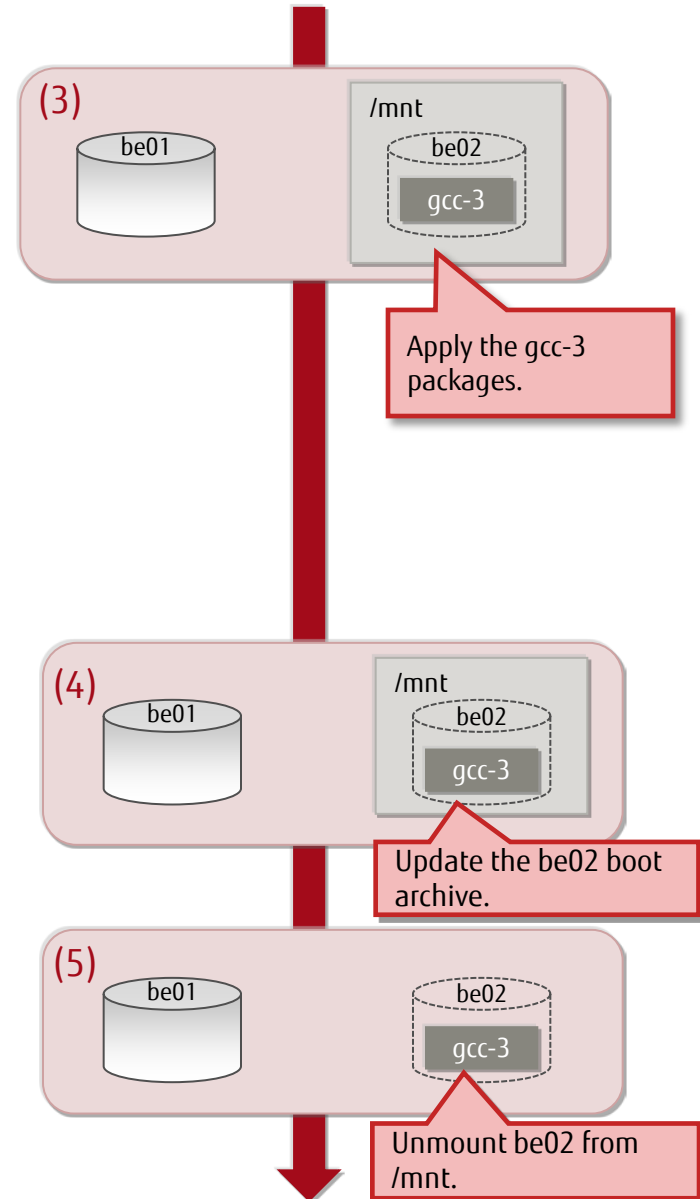 (3)
be01
/mnt
be02
gcc-3
Apply the gcc-3
packages.
(4)
be01
/mnt
be02
gcc-3
Update the be02 boot
archive.
(5)
be01
be02
gcc-3
Unmount be02 from
/mnt.